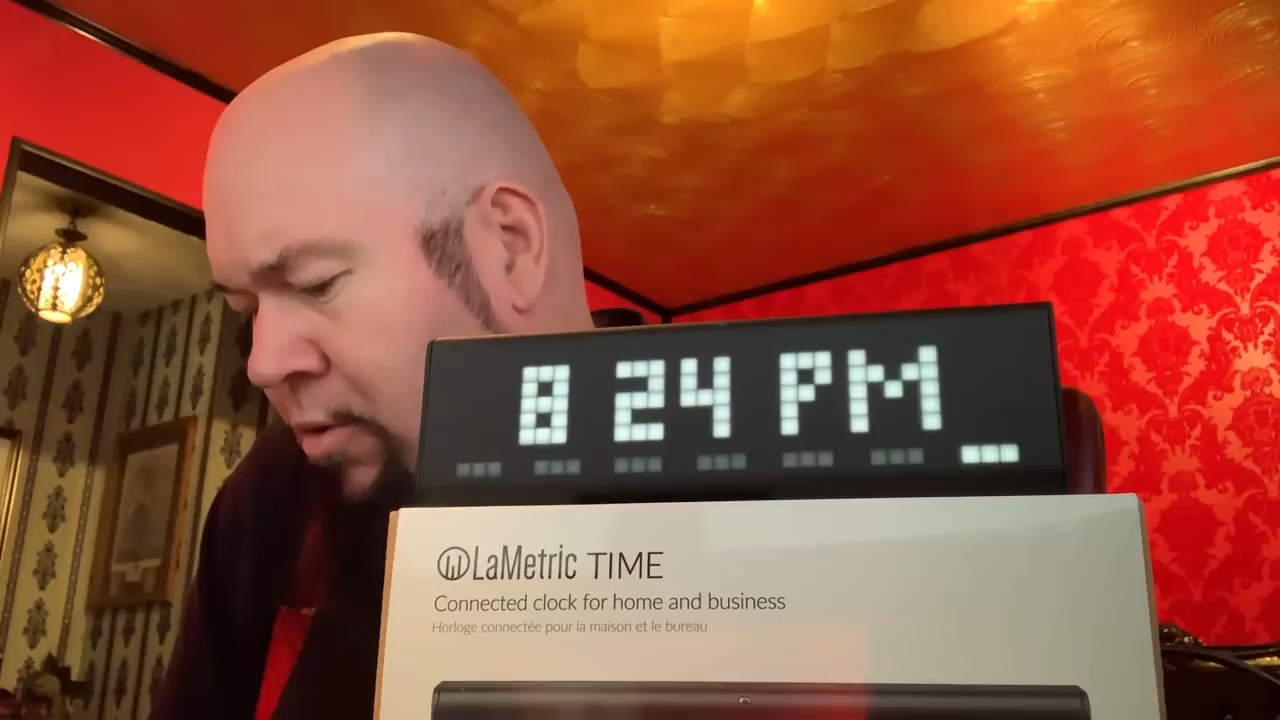 8 24 PM
LaMetric TIME
Connected clock for home and business
Horloge connectée pour la maison et le bureau